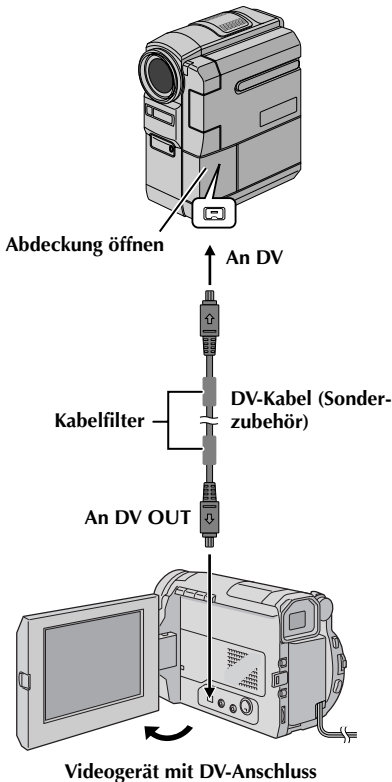 Abdeckung öffnen
An DV
Kabelfilter
DV-Kabel (Sonder-
zubehör)
An DV OUT
Videogerät mit DV-Anschluss